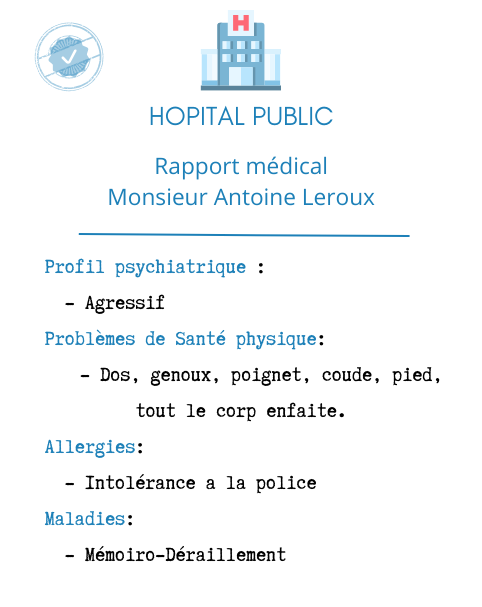 H
HOPITAL PUBLIC
Rapport médical
Monsieur Antoine Leroux
Profil psychiatrique :
- Agressif
Problèmes de Santé physique:
- Dos, genoux, poignet, coude, pied,
tout le corp enfaite.
Allergies:
- Intolérance a la police
Maladies:
- Mémoiro-Déraillement